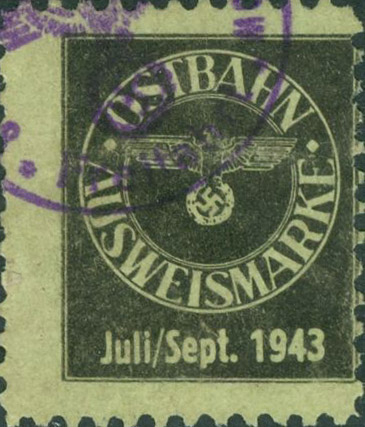 OSTBAHN
AUSWEISMARKE
Juli/Sept. 1943